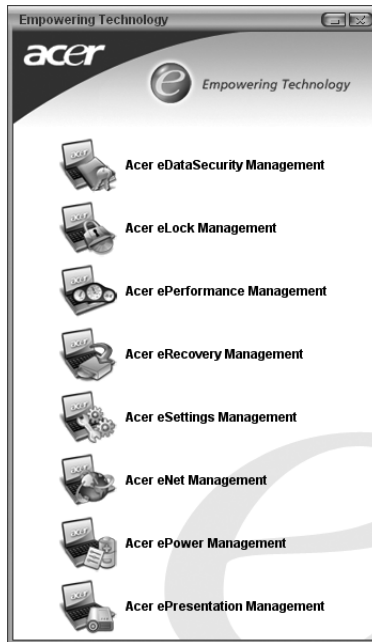 Empowering Technology
acer
e Empowering Technology
Acer eDataSecurity Management
Acer eLock Management
Acer ePerformance Management
Acer eRecovery Management
Acer eSettings Management
Acer eNet Management
Acer ePower Management
Acer ePresentation Management